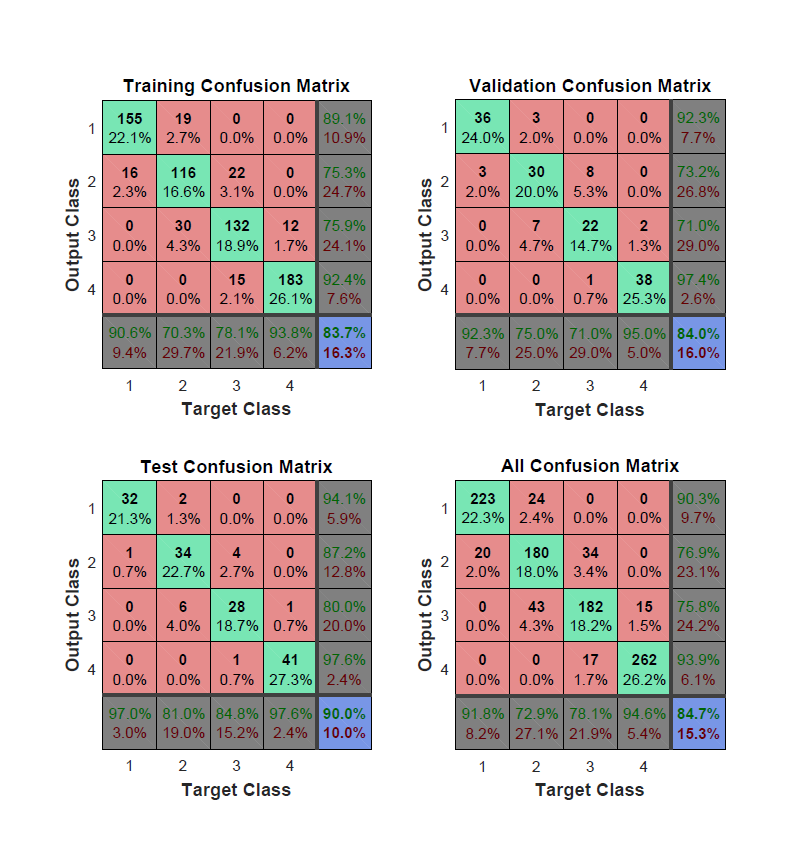 Training Confusion Matrix
Output Class
1
155 19 0 0 89.1%
22.1% 2.7% 0.0% 0.0% 10.9%
2
16 116 22 0 75.3%
2.3% 16.6% 3.1% 0.0% 24.7%
3
0 30 132 12 75.9%
0.0% 4.3% 18.9% 1.7% 24.1%
4
0 0 15 183 92.4%
0.0% 0.0% 2.1% 26.1% 7.6%
90.6% 70.3% 78.1% 93.8% 83.7%
9.4% 29.7% 21.9% 6.2% 16.3%
1 2 3 4
Target Class
Validation Confusion Matrix
Output Class
1
36 3 0 0 92.3%
24.0% 2.0% 0.0% 0.0% 7.7%
2
3 30 8 0 73.2%
2.0% 20.0% 5.3% 0.0% 26.8%
3
0 7 22 2 71.0%
0.0% 4.7% 14.7% 1.3% 29.0%
4
0 0 1 38 97.4%
0.0% 0.0% 0.7% 25.3% 2.6%
92.3% 75.0% 71.0% 95.0% 84.0%
7.7% 25.0% 29.0% 5.0% 16.0%
1 2 3 4
Target Class
Test Confusion Matrix
Output Class
1
32 2 0 0 94.1%
21.3% 1.3% 0.0% 0.0% 5.9%
2
1 34 4 0 87.2%
0.7% 22.7% 2.7% 0.0% 12.8%
3
0 6 28 1 80.0%
0.0% 4.0% 18.7% 0.7% 20.0%
4
0 0 1 41 97.6%
0.0% 0.0% 0.7% 27.3% 2.4%
97.0% 81.0% 84.8% 97.6% 90.0%
3.0% 19.0% 15.2% 2.4% 10.0%
1 2 3 4
Target Class
All Confusion Matrix
Output Class
1
223 24 0 0 90.3%
22.3% 2.4% 0.0% 0.0% 9.7%
2
20 180 34 0 76.9%
2.0% 18.0% 3.4% 0.0% 23.1%
3
0 43 182 15 75.8%
0.0% 4.3% 18.2% 1.5% 24.2%
4
0 0 17 262 93.9%
0.0% 0.0% 1.7% 26.2% 6.1%
91.8% 72.9% 78.1% 94.6% 84.7%
8.2% 27.1% 21.9% 5.4% 15.3%
1 2 3 4
Target Class